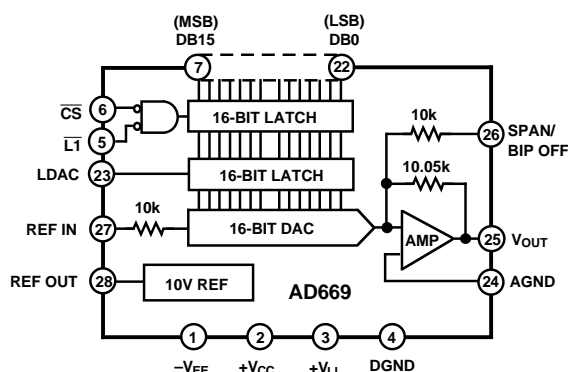 (MSB)
DB15
(LSB)
DB0
7
22
CS
6
16-BIT LATCH
10k
26
SPAN/
BIP OFF
L1
5
10.05k
LDAC
23
16-BIT LATCH
10k
REF IN
27
16-BIT DAC
AMP
25
VOUT
REF OUT
28
10V REF
AD669
24
AGND
1
2
3
4
–VEE
+VCC
+VLL
DGND